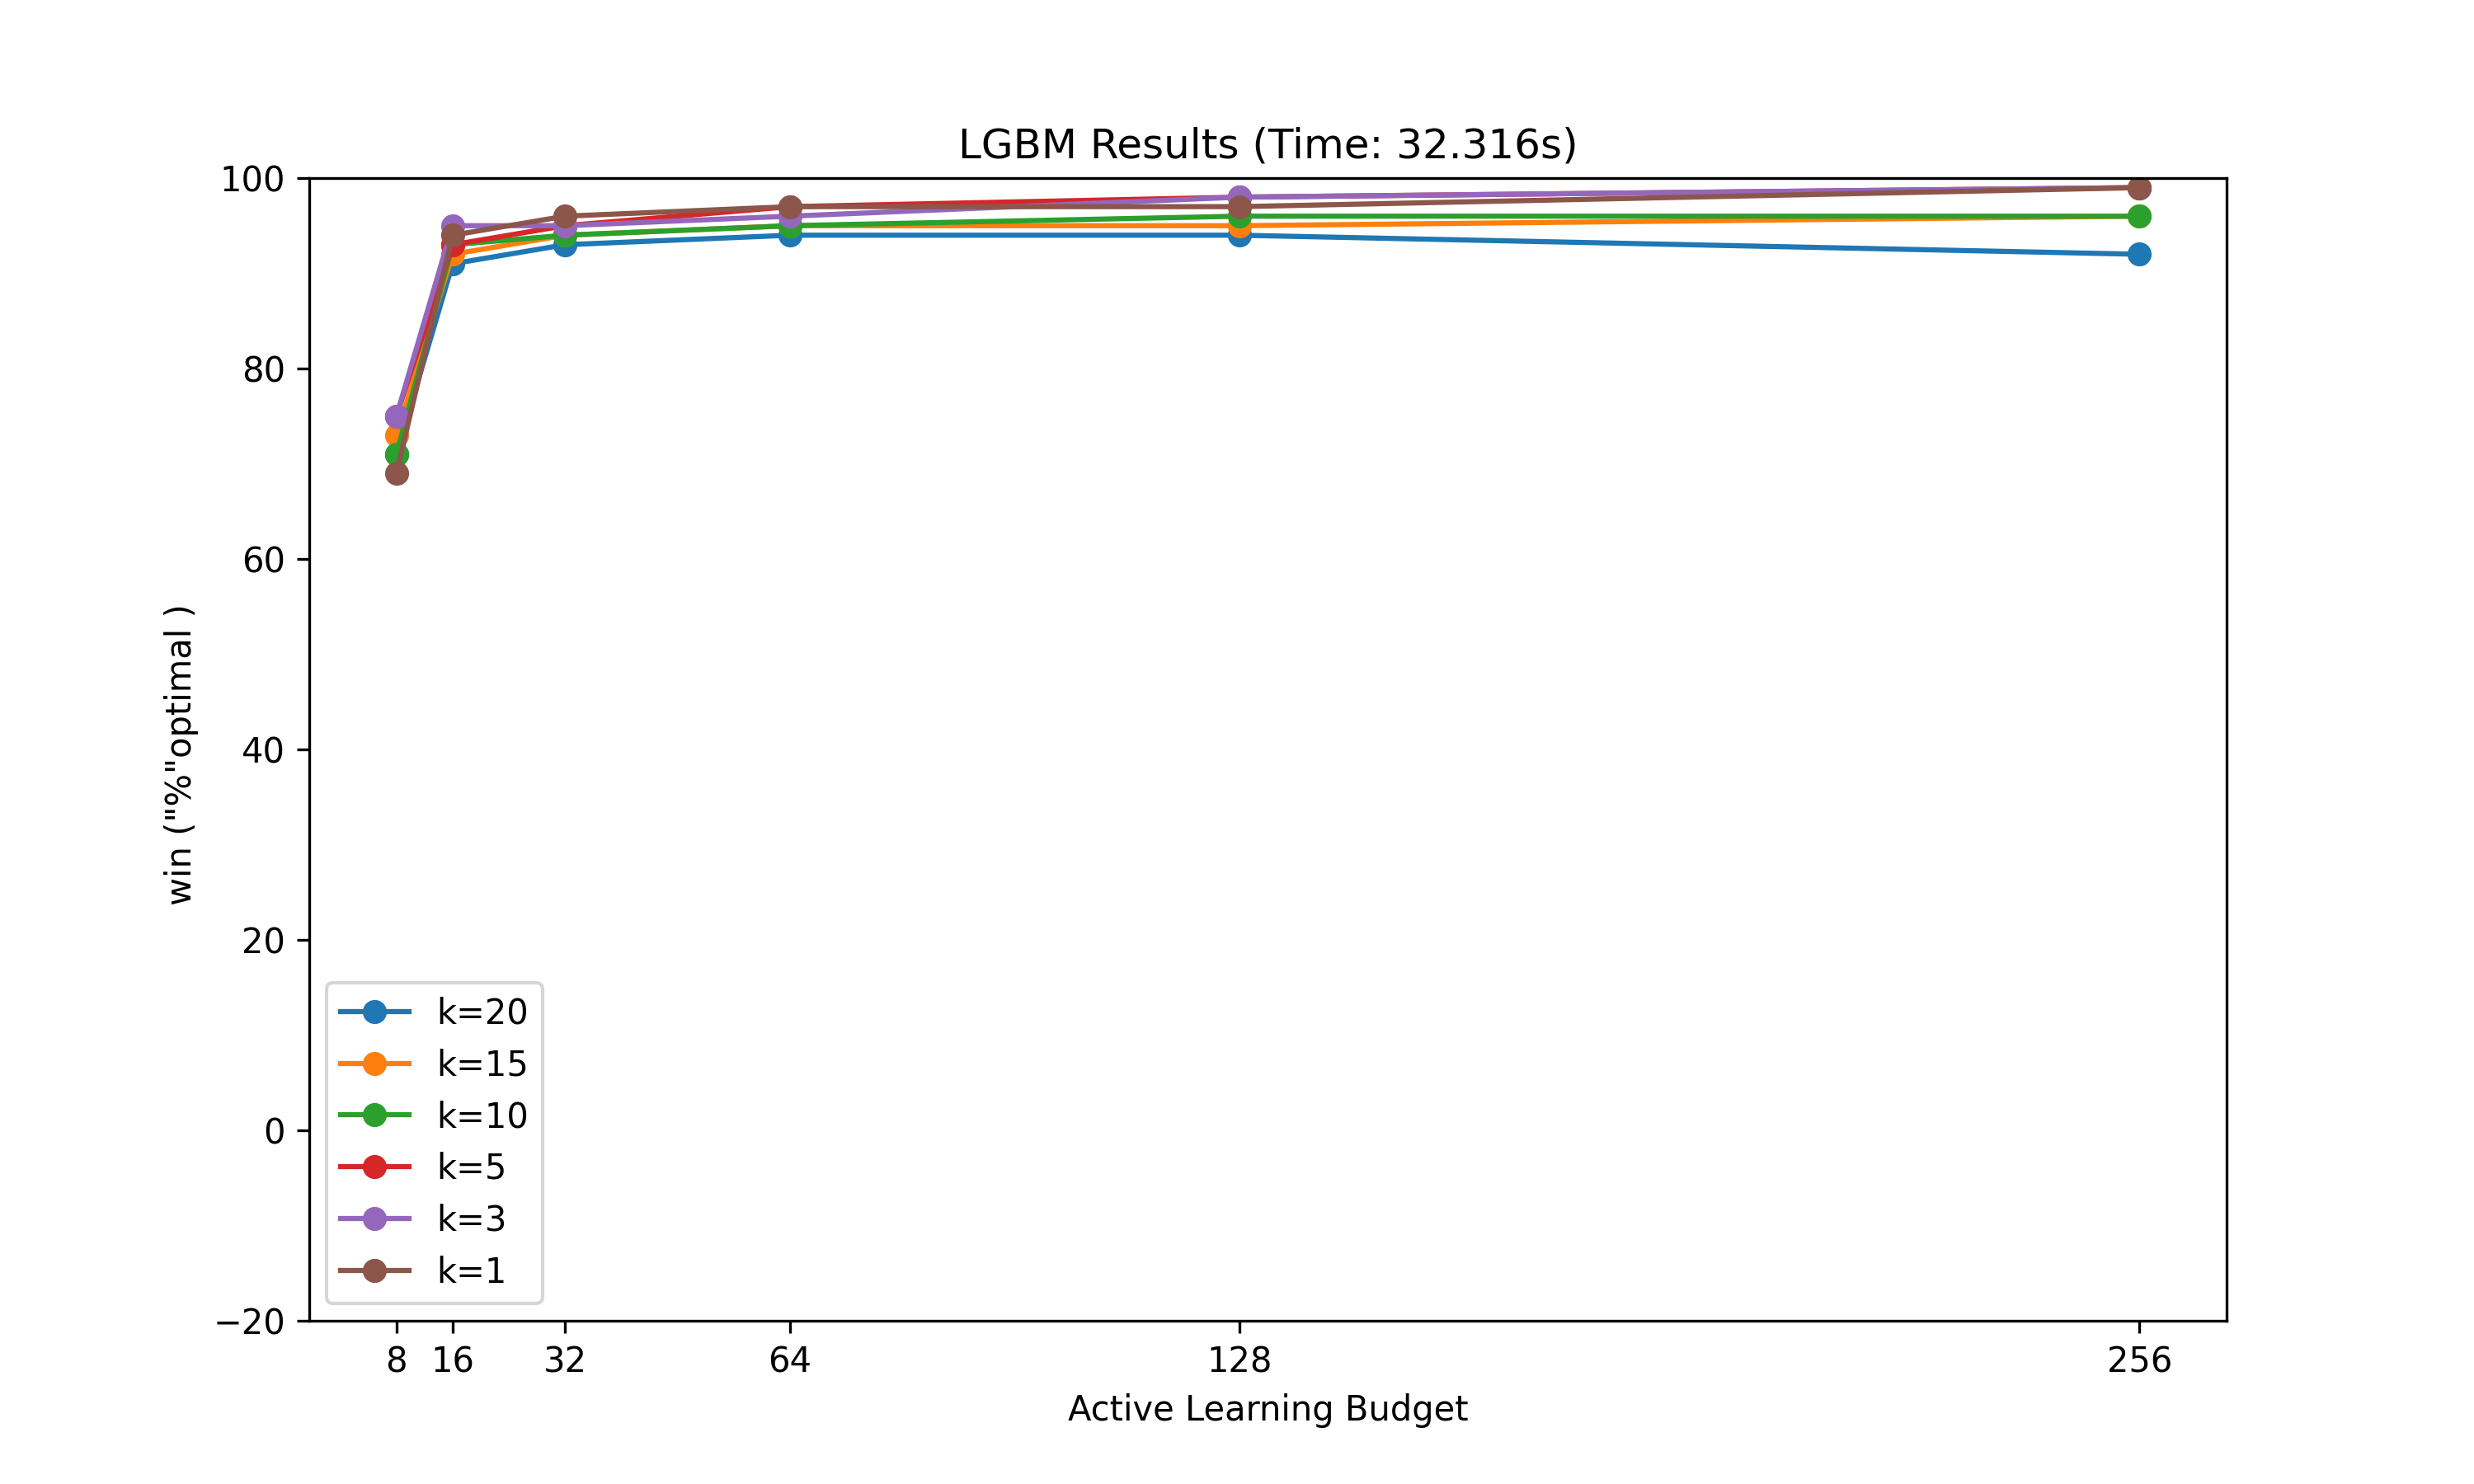 LGBM Results (Time: 32.316s)
100
80
60
40
20
0
−20
win ("%"optimal )
k=20
k=15
k=10
k=5
k=3
k=1
8 16 32 64 128 256
Active Learning Budget